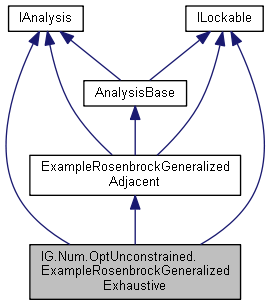 IAnalysis
ILockable
AnalysisBase
ExampleRosenbrockGeneralized
Adjacent
IG.Num.OptUnconstrained.
ExampleRosenbrockGeneralized
Exhaustive